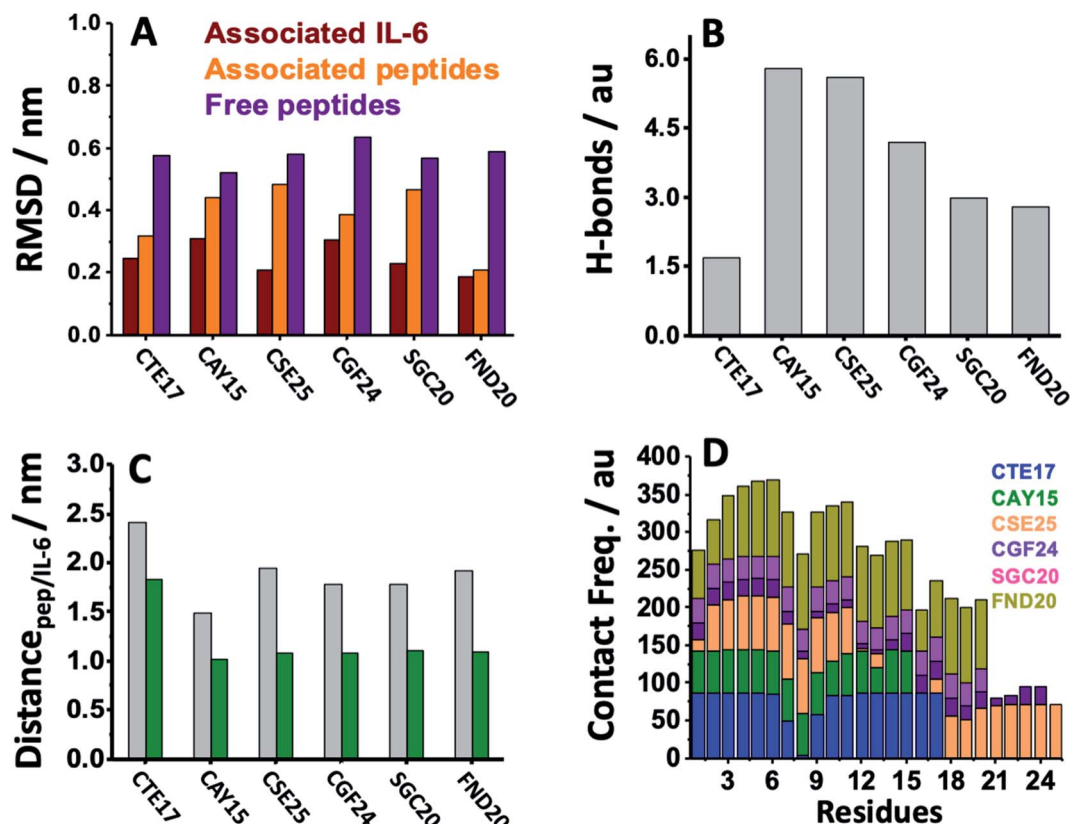 A
Associated IL-6
Associated peptides
Free peptides
RMSD / nm
1.0
0.8
0.6
0.4
0.2
0.0
CTE17
CAY15
CSE25
CGF24
SGC20
FND20
B
H-bonds / au
6.0
4.5
3.0
1.5
0.0
CTE17
CAY15
CSE25
CGF24
SGC20
FND20
C
Distancepep/IL-6 / nm
3.0
2.5
2.0
1.5
1.0
0.5
0.0
CTE17
CAY15
CSE25
CGF24
SGC20
FND20
D
Contact Freq. / au
400
350
300
250
200
150
100
50
0
CTE17
CAY15
CSE25
CGF24
SGC20
FND20
3 6 9 12 15 18 21 24
Residues